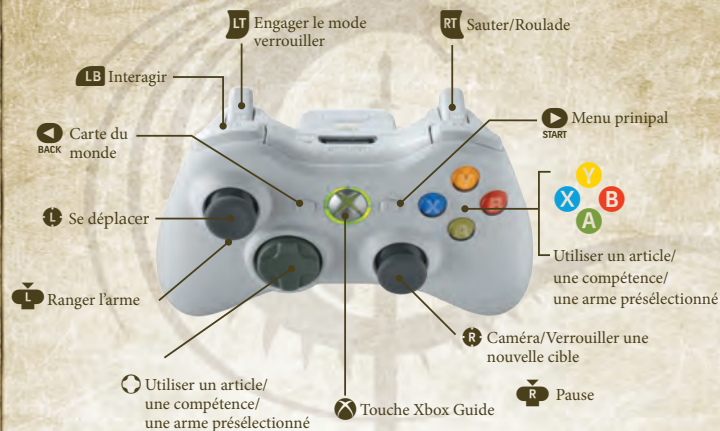 LT Engager le mode
verrouiller
RT Sauter/Roulade
LB Interagir
BACK Carte du
monde
START Menu prinipal
L Se déplacer
Y
X B
A
Utiliser un article/
une compétence/
une arme présélectionné
L Ranger l'arme
R Caméra/Verrouiller une
nouvelle cible
R Pause
Utiliser un article/
une compétence/
une arme présélectionné
Touche Xbox Guide
Y
X B
A